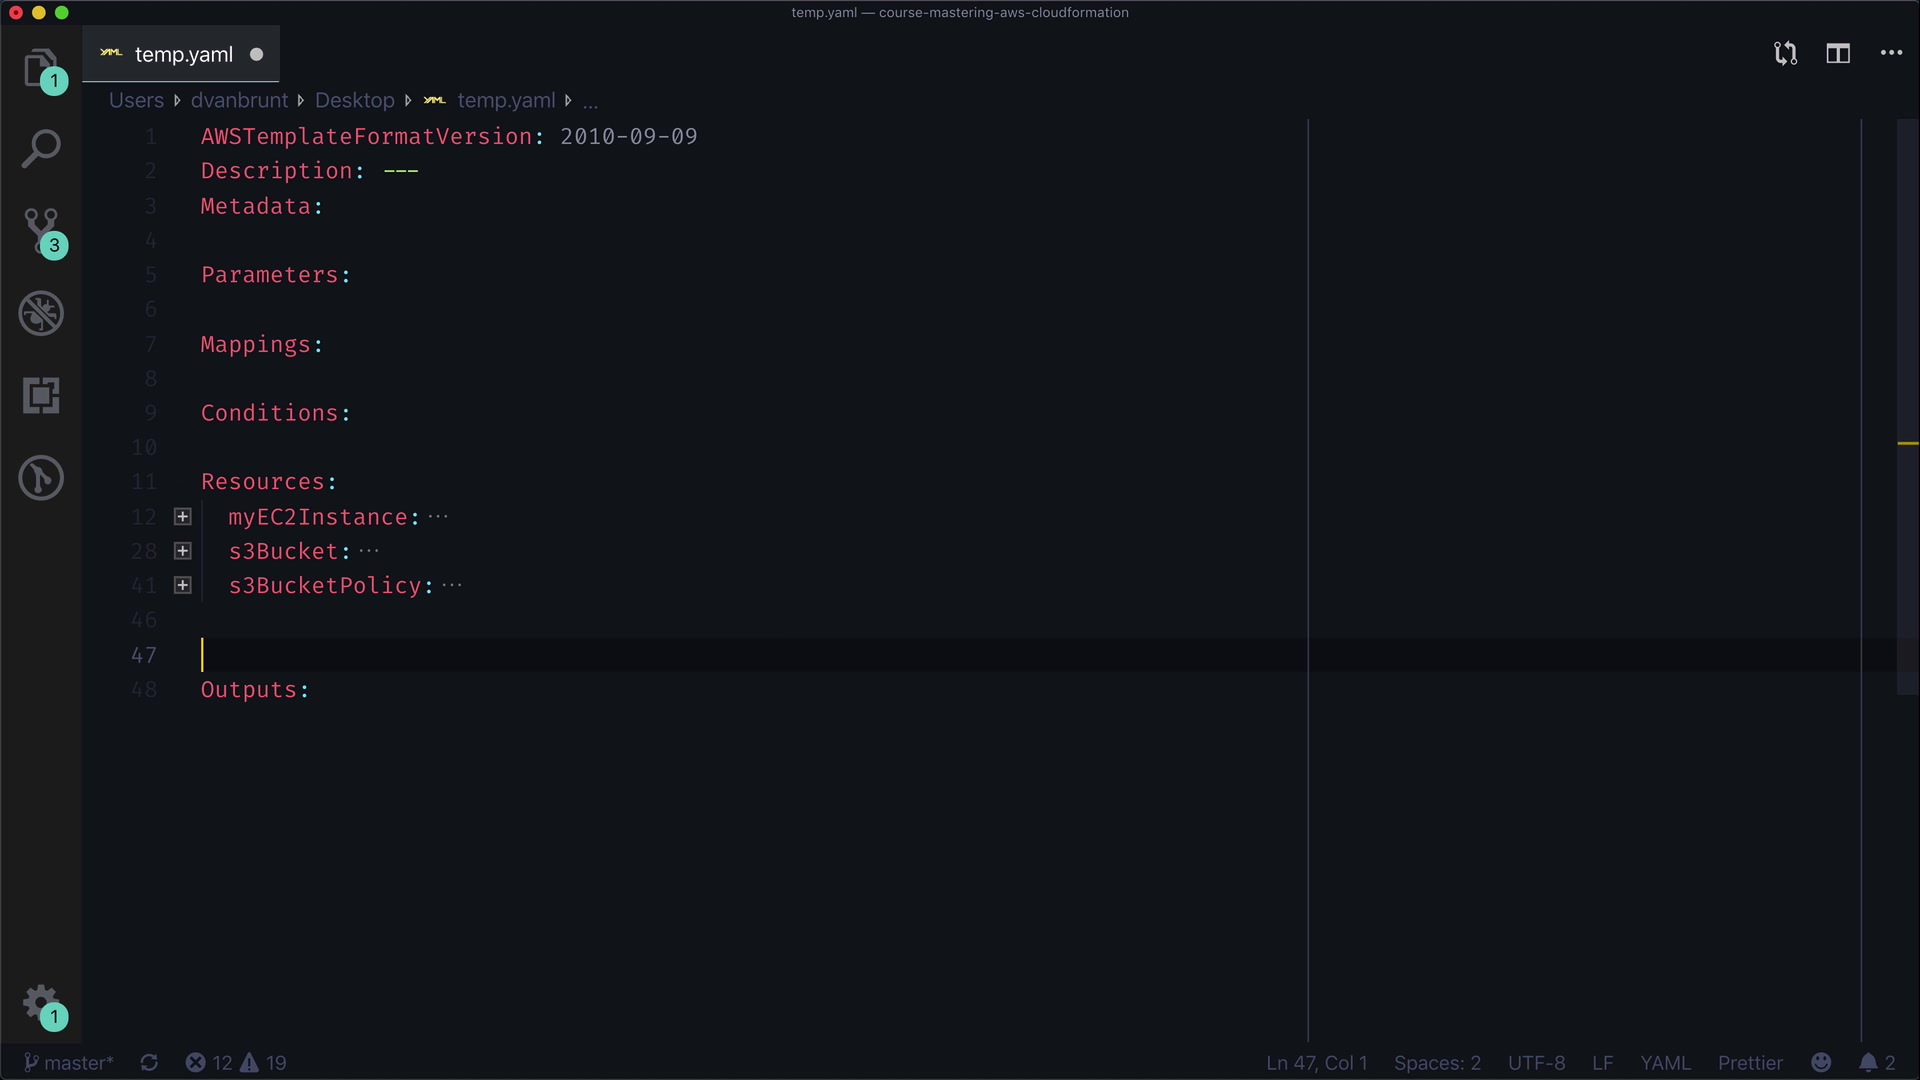 temp.yaml — course-mastering-aws-cloudformation
YAML temp.yaml
Users dvanbrunt Desktop YAML temp.yaml ...
1 AWSTemplateFormatVersion: 2010-09-09
2 Description: ---
3 Metadata:
4
5 Parameters:
6
7 Mappings:
8
9 Conditions:
10
11 Resources:
12 myEC2Instance: ...
28 s3Bucket: ...
41 s3BucketPolicy: ...
46
47
48 Outputs:
1
3
1
master* 12 19 Ln 47, Col 1 Spaces: 2 UTF-8 LF YAML Prettier 2